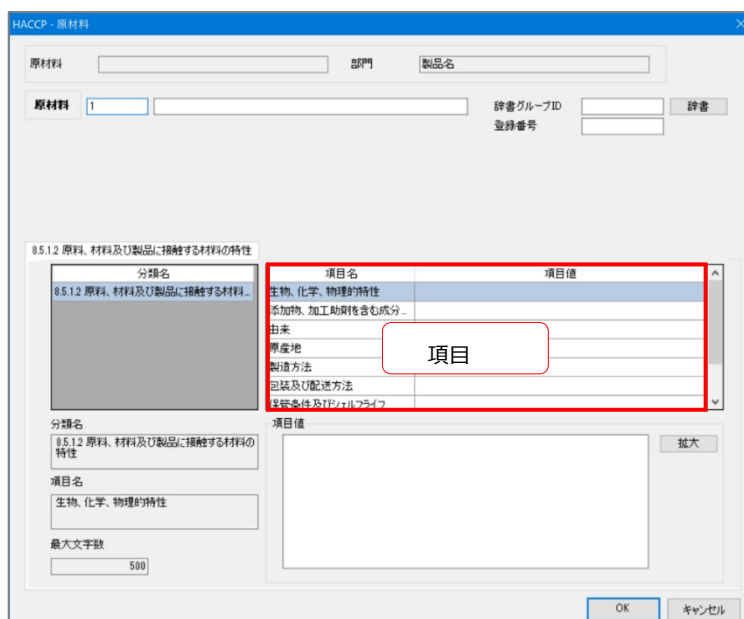 HACCP - 原材料
原材料 部門 製品名
原材料 1 辞書グループID 辞書
登録番号
8.5.1.2 原料、材料及び製品に接触する材料の特性
分類名 項目名 項目値
8.5.1.2 原料、材料及び製品に接触する材料... 生物、化学、物理的特性
添加物、加工助剤を含む成分...
由来
原産地
項目
製造方法
包装及び配送方法
保管条件及びシェルフライフ
分類名 項目値
8.5.1.2 原料、材料及び製品に接触する材料の 拡大
特性
項目名
生物、化学、物理的特性
最大文字数
500
OK キャンセル